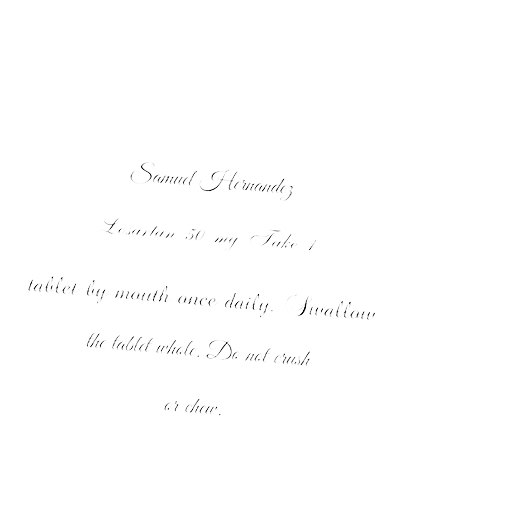 Samuel Hernandez
Losartan 50 mg Take 1
tablet by mouth once daily. Swallow
the tablet whole. Do not crush
or chew.